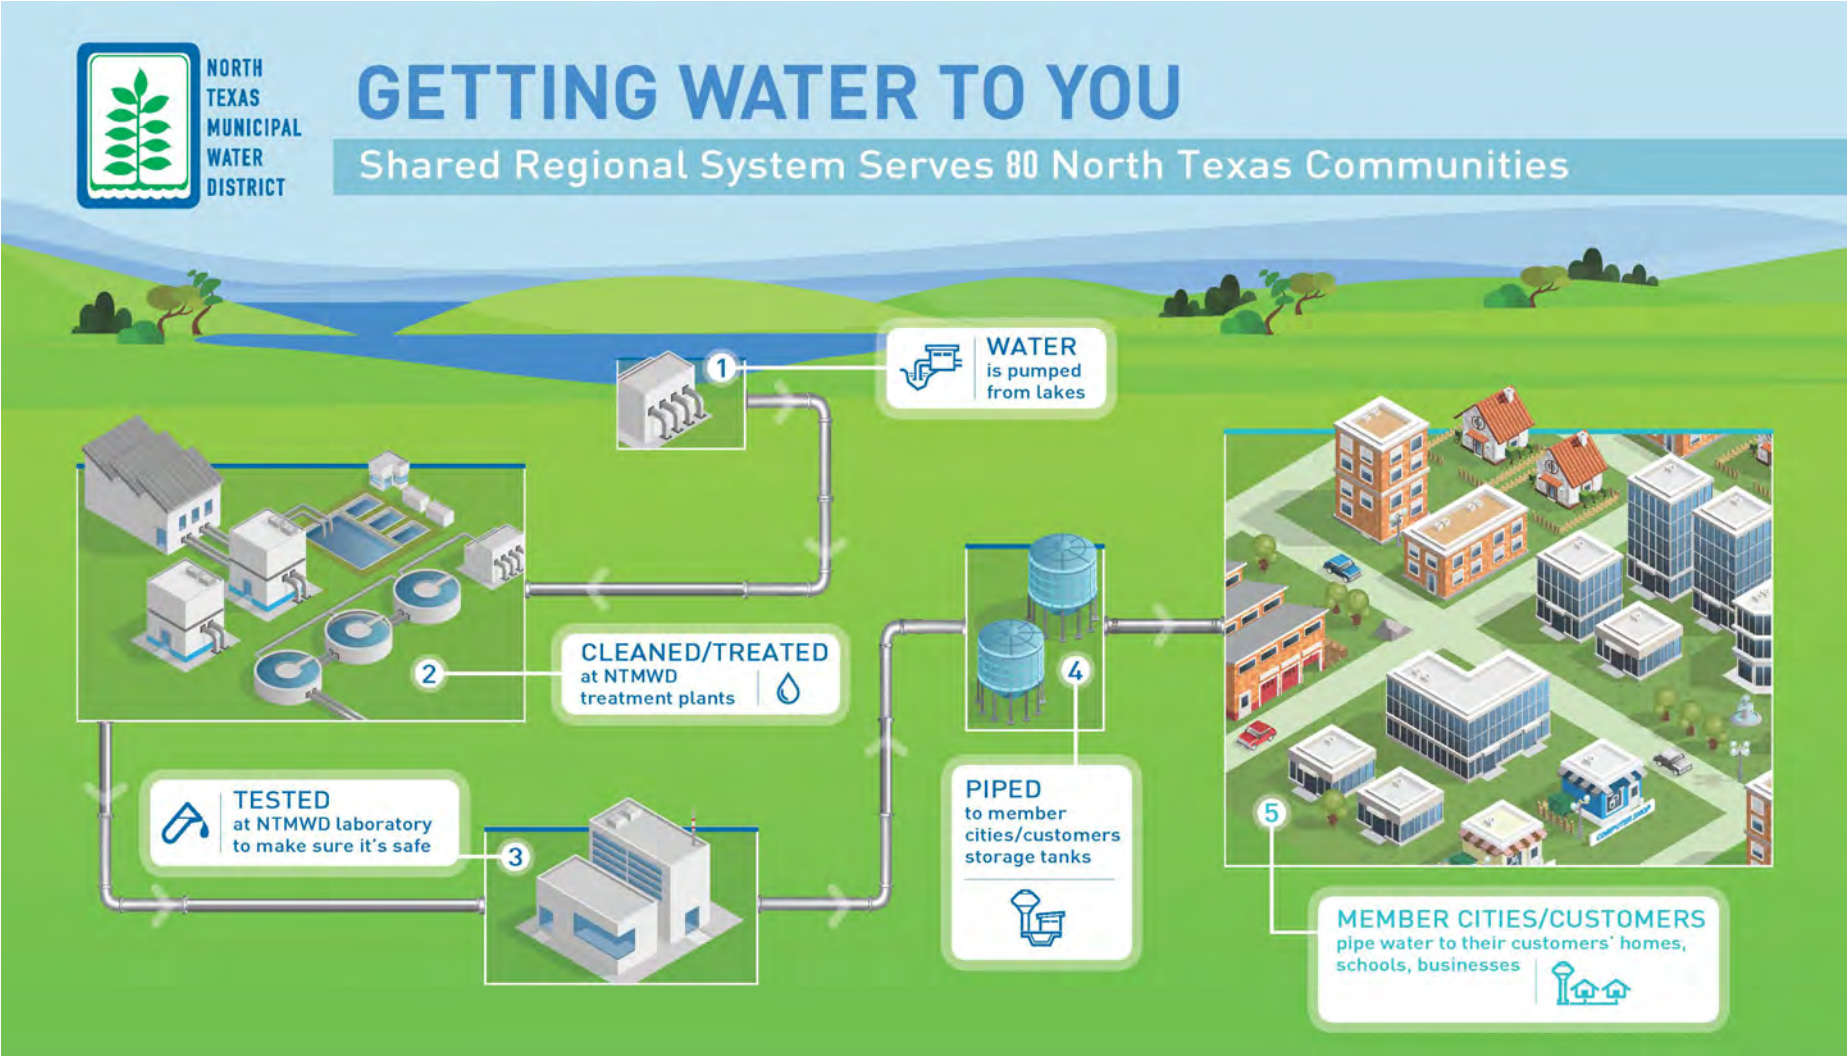 NORTH
TEXAS
MUNICIPAL
WATER
DISTRICT
GETTING WATER TO YOU
Shared Regional System Serves 80 North Texas Communities
1
WATER
is pumped
from lakes
2
CLEANED/TREATED
at NTMWD
treatment plants
TESTED
at NTMWD laboratory
to make sure it's safe
3
4
PIPED
to member
cities/customers
storage tanks
5
COMPUTER SHOP
MEMBER CITIES/CUSTOMERS
pipe water to their customers' homes,
schools, businesses